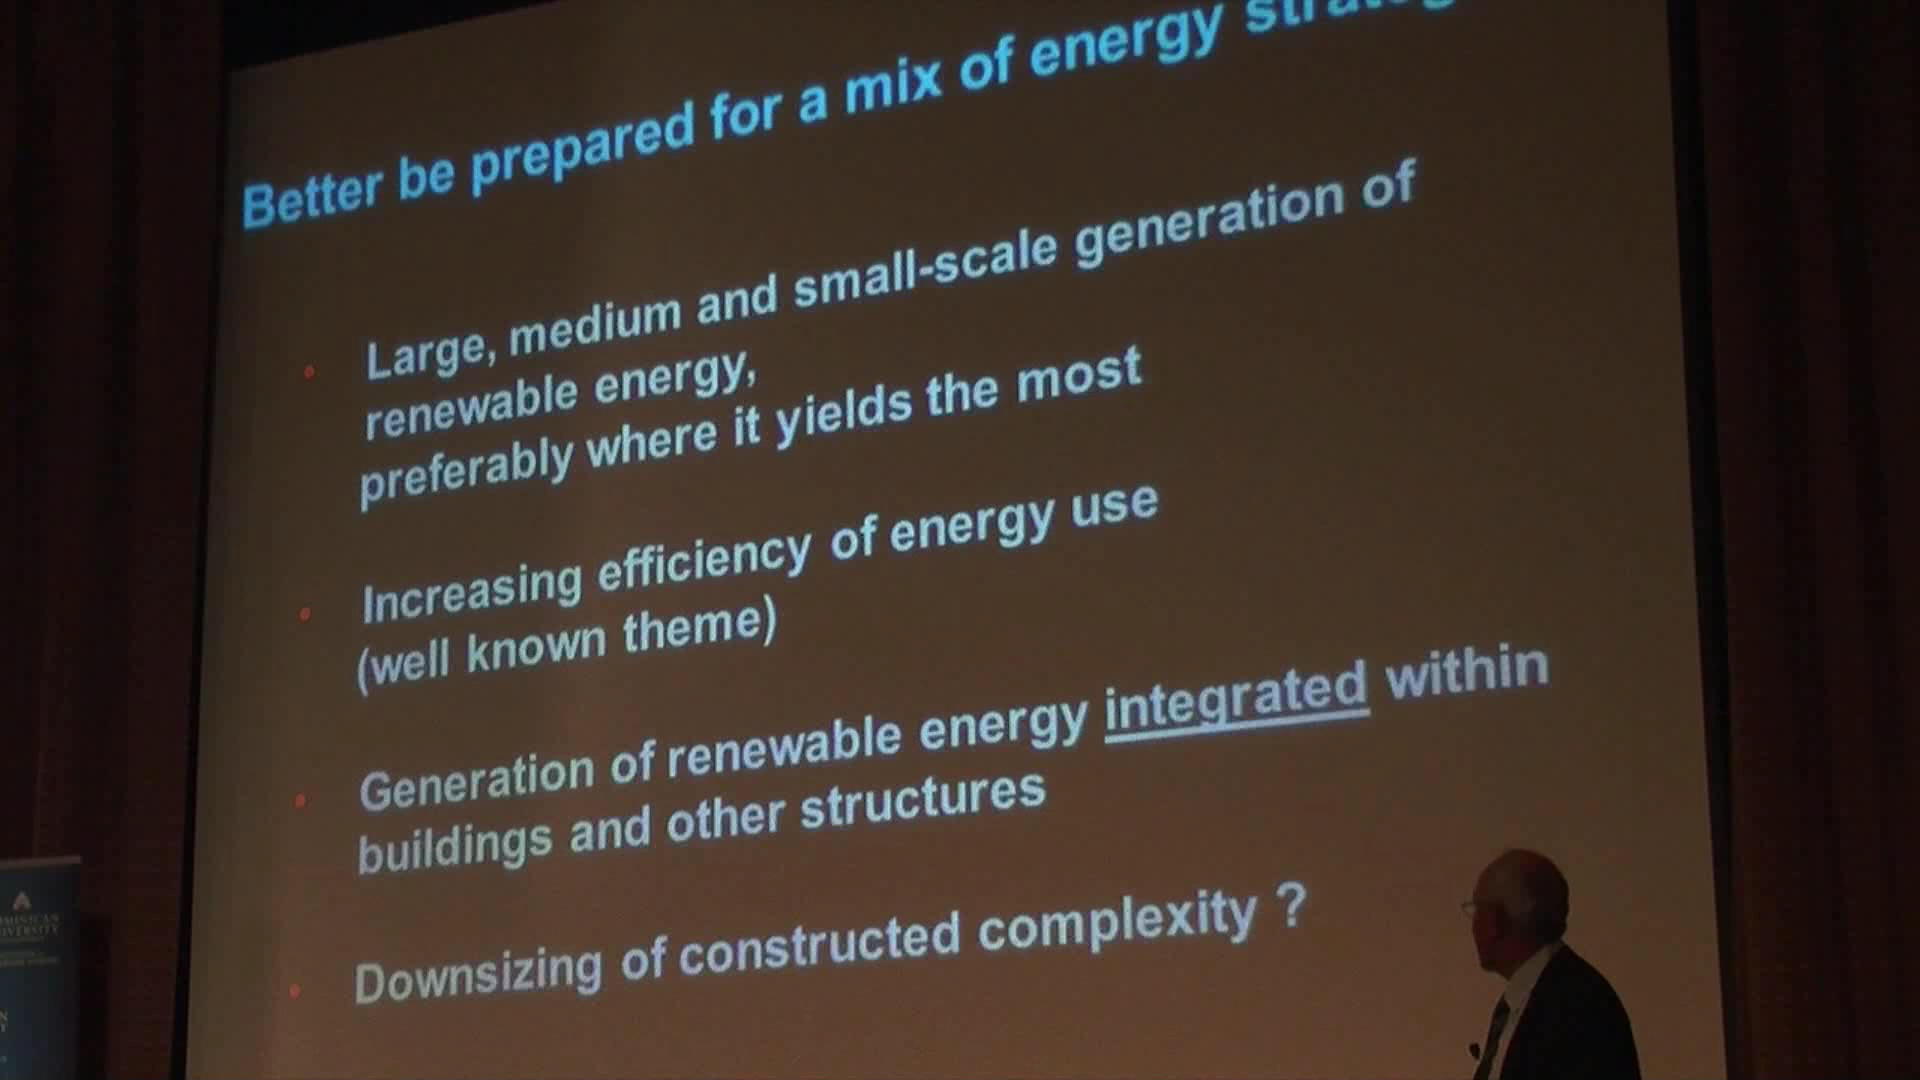 Better be prepared for a mix of energy
Large, medium and small-scale generation of
renewable energy,
preferably where it yields the most
Increasing efficiency of energy use
(well known theme)
Generation of renewable energy integrated within
buildings and other structures
Downsizing of constructed complexity ?